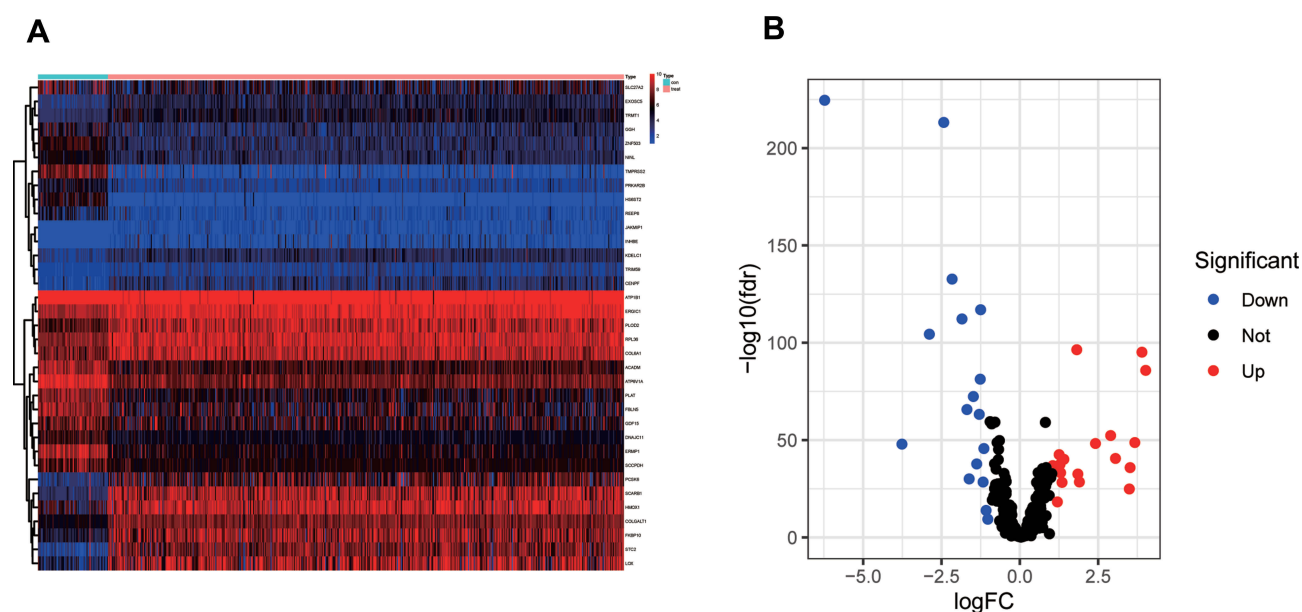 A
B
Type
10
8
6
4
2
Type
con
treat
SLC27A2
EXOSC5
TRMT1
GGH
ZNF503
NWL
TMPRSS2
PRKAR2B
HS6ST2
REEP6
JAKMIP1
INHBE
KDELC1
TRIM59
CENPF
ATP1B1
ERGIC1
PLOD2
RPL36
COL6A1
ACADM
ATP6V1A
PLAT
FBLN5
GDF15
DNAJC11
ERMP1
SCCPDH
PCSK9
SCARB1
HMOX1
COLGALT1
FKBP10
STC2
LOX
−log10(fdr)
200
150
100
50
0
−5.0
−2.5
0.0
2.5
logFC
Significant
Down
Not
Up